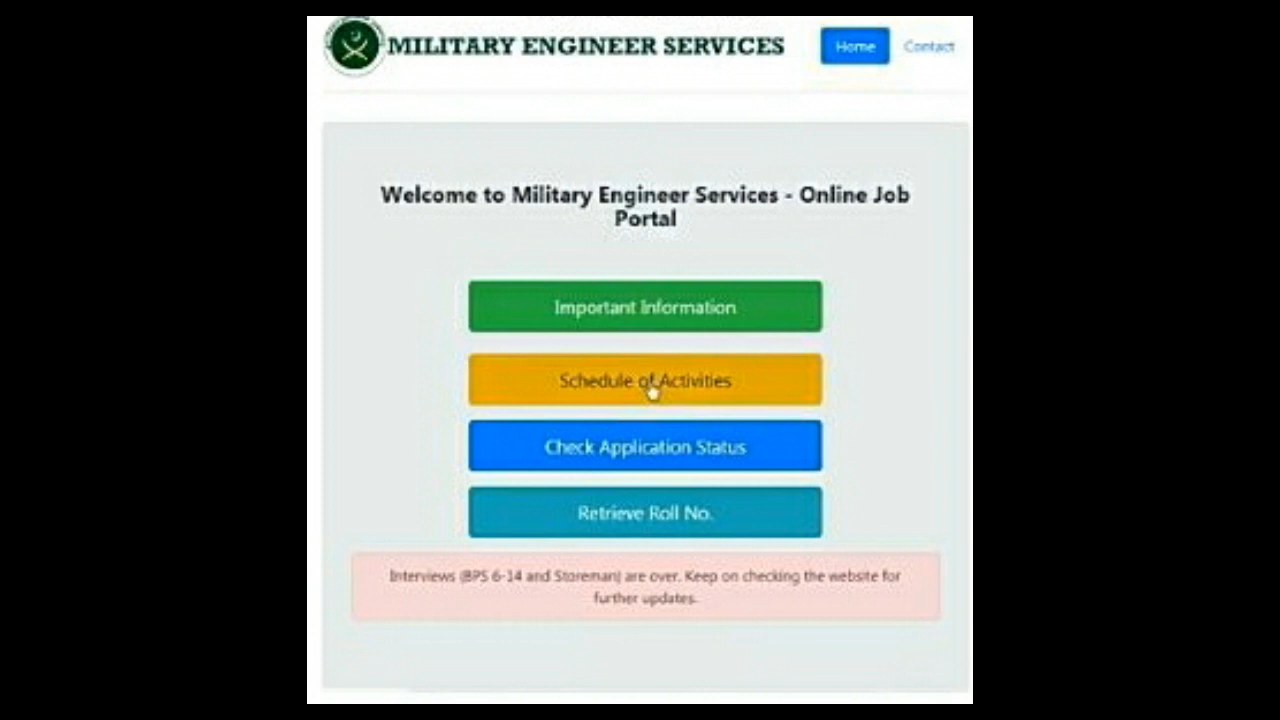 MILITARY ENGINEER SERVICES
Home
Contact
Welcome to Military Engineer Services - Online Job
Portal
Important Information
Schedule of Activities
Check Application Status
Retrieve Roll No.
Interviews (BPS 6-14 and Storeman) are over. Keep on checking the website for
further updates.